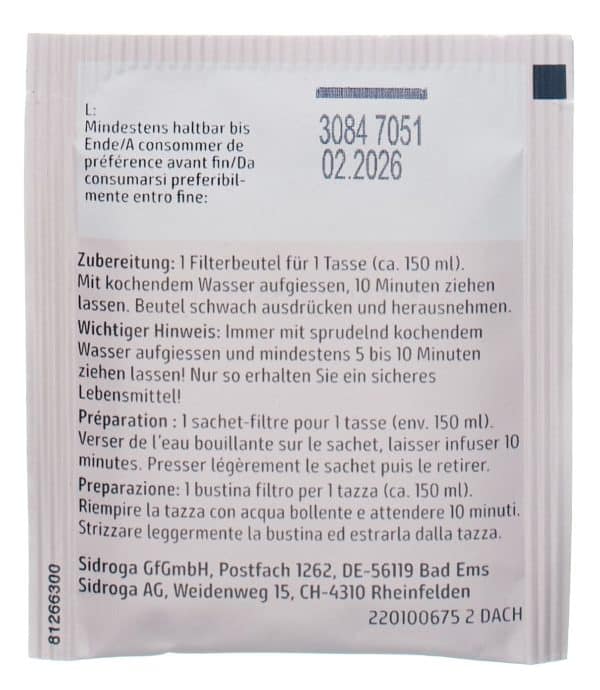 L:
Mindestens haltbar bis
Ende/A consommer de
préférence avant fin/Da
consumarsi preferibil-
mente entro fine:
3084 7051
02.2026
Zubereitung: 1 Filterbeutel für 1 Tasse (ca. 150 ml).
Mit kochendem Wasser aufgiessen, 10 Minuten ziehen
lassen. Beutel schwach ausdrücken und herausnehmen.
Wichtiger Hinweis: Immer mit sprudelnd kochendem
Wasser aufgiessen und mindestens 5 bis 10 Minuten
ziehen lassen! Nur so erhalten Sie ein sicheres
Lebensmittel!
Préparation : 1 sachet-filtre pour 1 tasse (env. 150 ml).
Verser de l'eau bouillante sur le sachet, laisser infuser 10
minutes. Presser légèrement le sachet puis le retirer.
Preparazione: 1 bustina filtro per 1 tazza (ca. 150 ml).
Riempire la tazza con acqua bollente e attendere 10 minuti.
Strizzare leggermente la bustina ed estrarla dalla tazza.
Sidroga GfGmbH, Postfach 1262, DE-56119 Bad Ems
Sidroga AG, Weidenweg 15, CH-4310 Rheinfelden
220100675 2 DACH
81266300